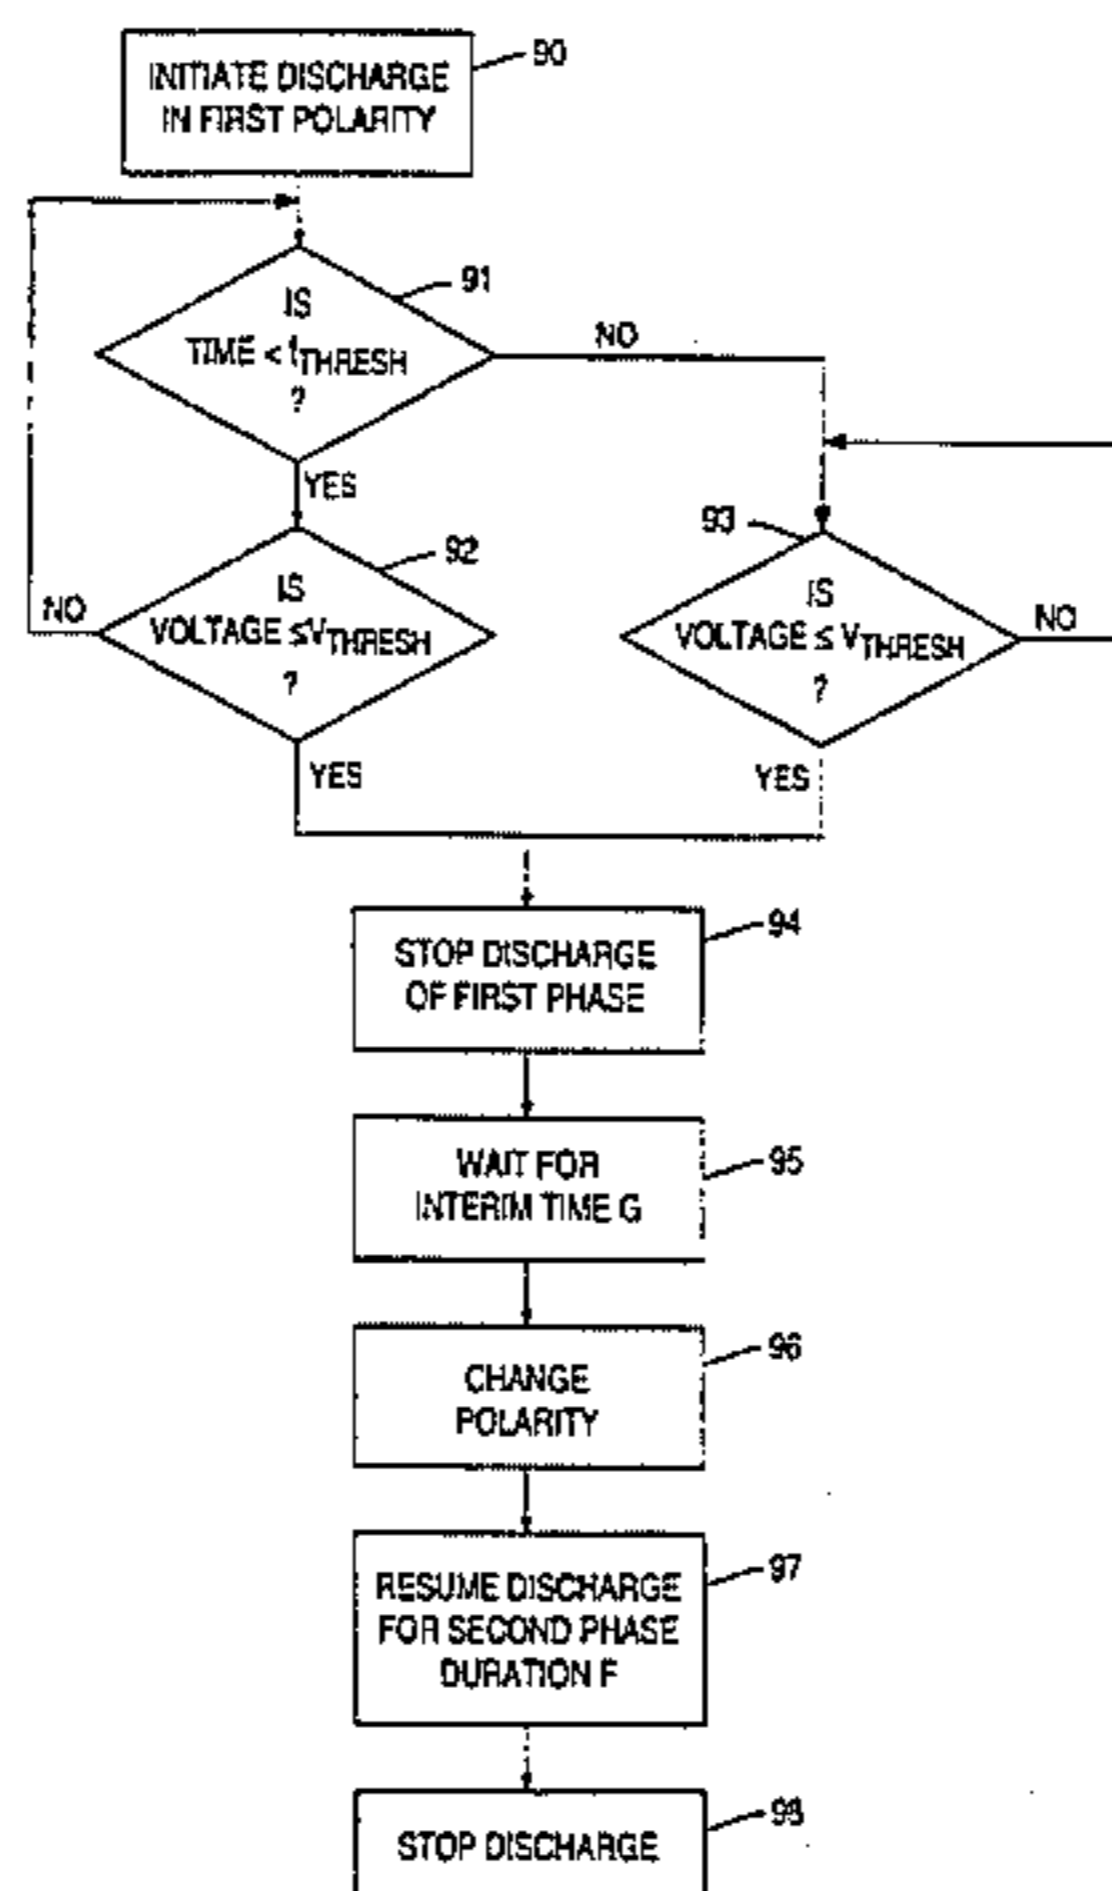 90
INITIATE DISCHARGE
IN FIRST POLARITY
91
IS
TIME < tTHRESH
?
NO
YES
92
IS
VOLTAGE ≤VTHRESH
?
NO
YES
93
IS
VOLTAGE ≤ VTHRESH
?
NO
YES
94
STOP DISCHARGE
OF FIRST PHASE
95
WAIT FOR
INTERIM TIME G
96
CHANGE
POLARITY
97
RESUME DISCHARGE
FOR SECOND PHASE
DURATION F
98
STOP DISCHARGE